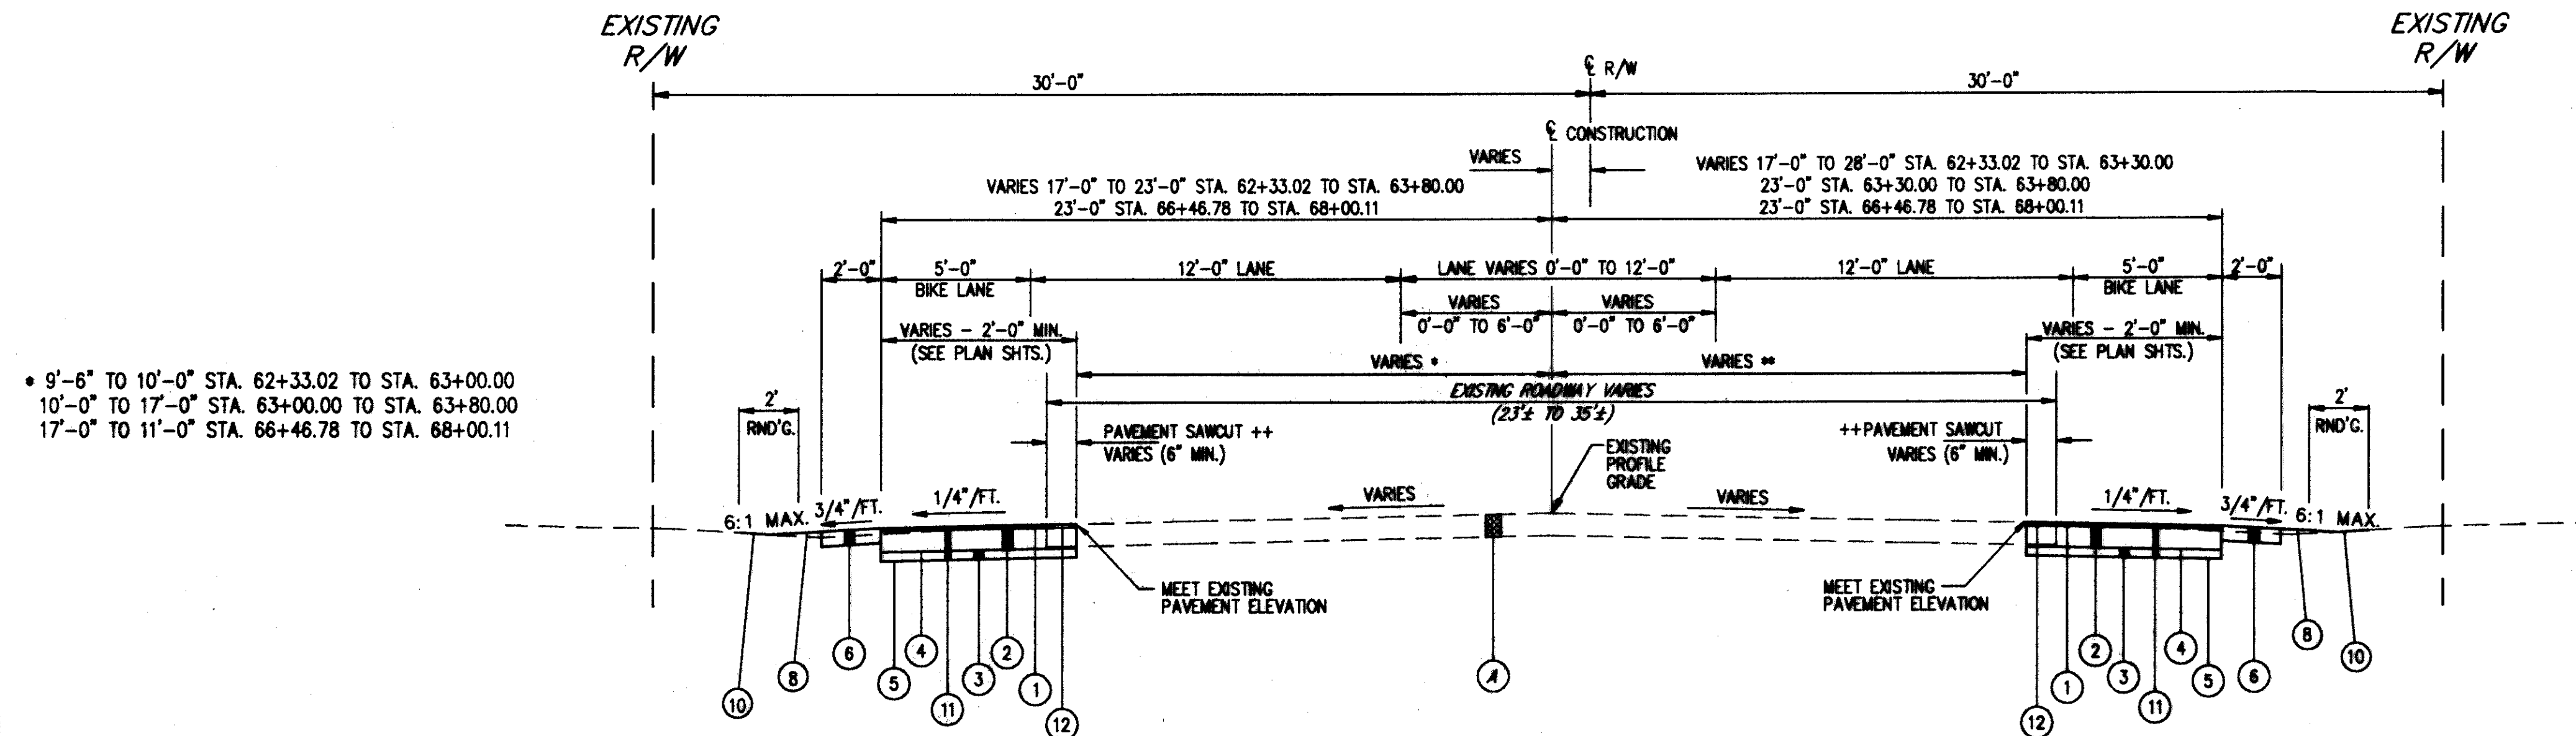 EXISTING
R/W
EXISTING
R/W
℄ R/W
30'-0"
30'-0"
℄ CONSTRUCTION
VARIES
VARIES 17'-0" TO 28'-0" STA. 62+33.02 TO STA. 63+30.00
23'-0" STA. 63+30.00 TO STA. 63+80.00
23'-0" STA. 66+46.78 TO STA. 68+00.11
VARIES 17'-0" TO 23'-0" STA. 62+33.02 TO STA. 63+80.00
23'-0" STA. 66+46.78 TO STA. 68+00.11
2'-0"
5'-0"
BIKE LANE
12'-0" LANE
LANE VARIES 0'-0" TO 12'-0"
12'-0" LANE
5'-0"
BIKE LANE
2'-0"
VARIES
0'-0" TO 6'-0"
VARIES
0'-0" TO 6'-0"
VARIES - 2'-0" MIN.
(SEE PLAN SHTS.)
VARIES - 2'-0" MIN.
(SEE PLAN SHTS.)
VARIES *
VARIES **
* 9'-6" TO 10'-0" STA. 62+33.02 TO STA. 63+00.00
10'-0" TO 17'-0" STA. 63+00.00 TO STA. 63+80.00
17'-0" TO 11'-0" STA. 66+46.78 TO STA. 68+00.11
EXISTING ROADWAY VARIES
(23'± TO 35'±)
2'
RND'G.
2'
RND'G.
PAVEMENT SAWCUT ++
VARIES (6" MIN.)
++PAVEMENT SAWCUT
VARIES (6" MIN.)
EXISTING
PROFILE
GRADE
6:1 MAX.
3/4"/FT.
1/4"/FT.
VARIES
VARIES
1/4"/FT.
3/4"/FT.
6:1 MAX.
MEET EXISTING
PAVEMENT ELEVATION
MEET EXISTING
PAVEMENT ELEVATION
10
8
6
5
4
11
3
2
1
12
A
12
1
2
3
11
4
5
6
8
10